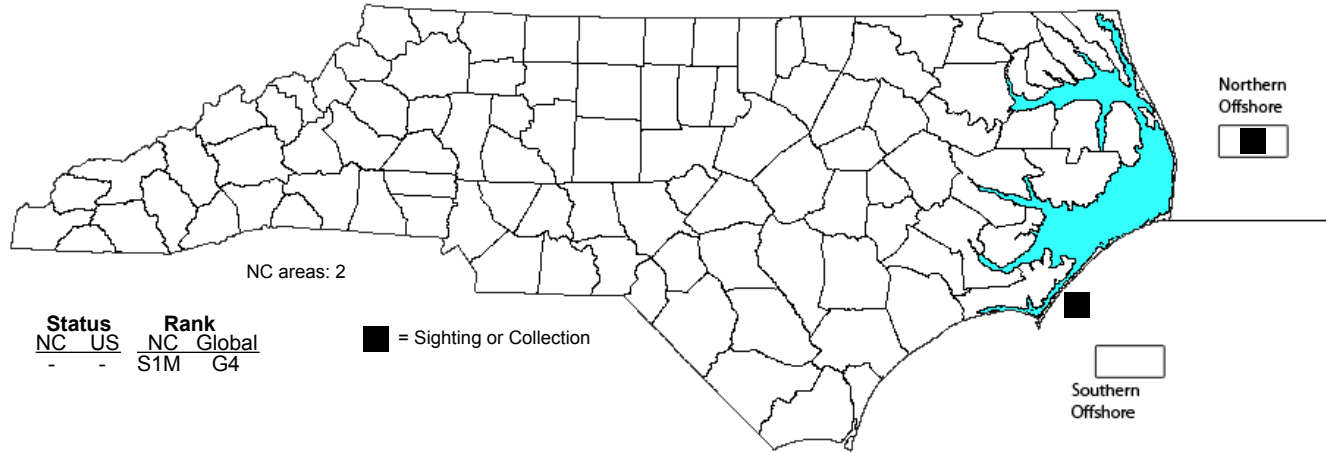 Northern
Offshore
NC areas: 2
Status Rank
NC US NC Global
- - S1M G4
= Sighting or Collection
Southern
Offshore